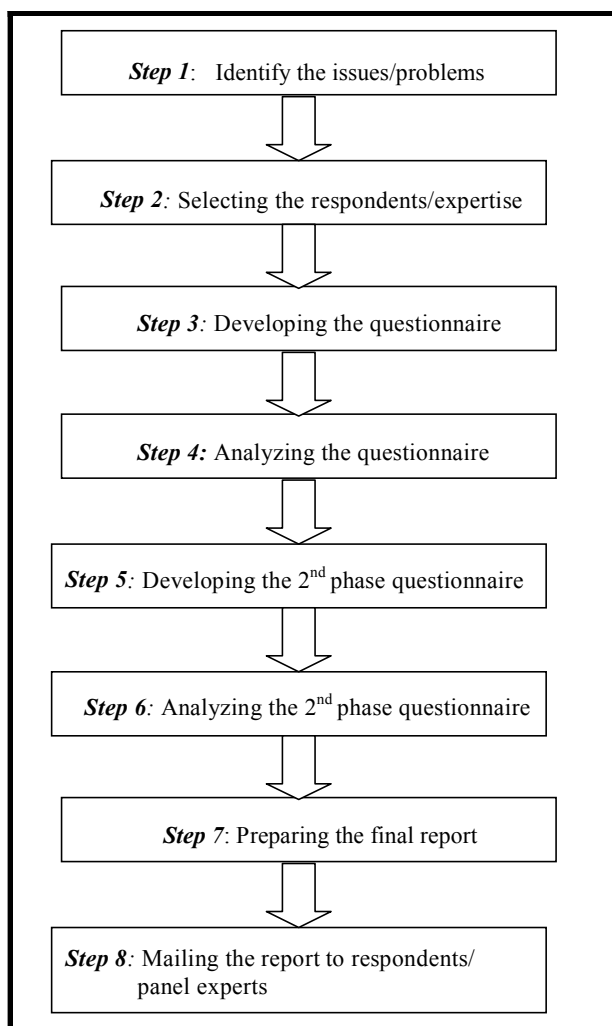 Step 1: Identify the issues/problems
Step 2: Selecting the respondents/expertise
Step 3: Developing the questionnaire
Step 4: Analyzing the questionnaire
Step 5: Developing the 2nd phase questionnaire
Step 6: Analyzing the 2nd phase questionnaire
Step 7: Preparing the final report
Step 8: Mailing the report to respondents/
panel experts